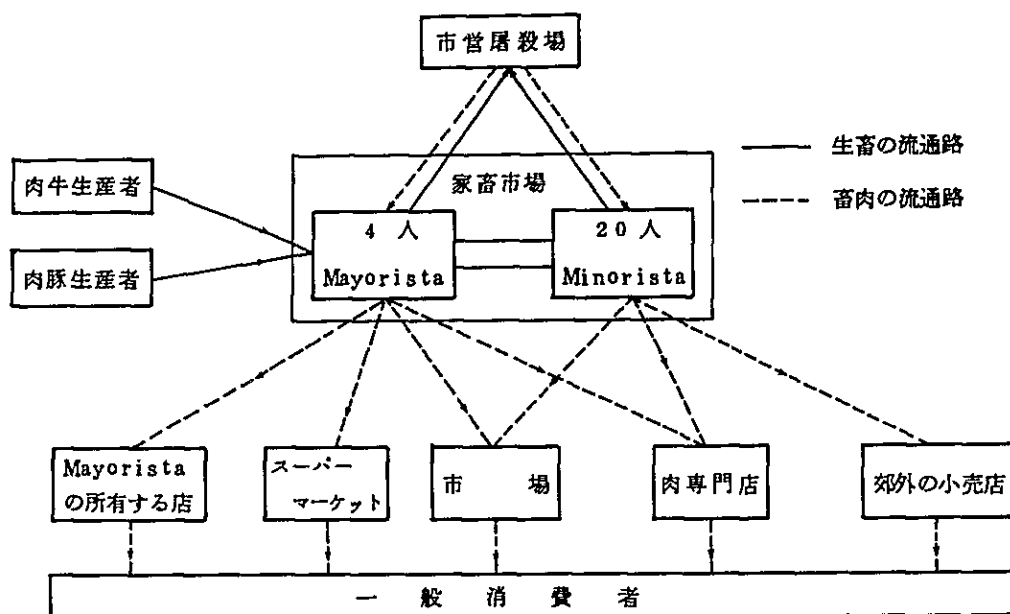 市営屠殺場
生畜の流通路
畜肉の流通路
肉牛生産者
肉豚生産者
家畜市場
4人
Mayorista
20人
Minorista
Mayorista
の所有する店
スーパー
マーケット
市場
肉専門店
郊外の小売店
一般消費者